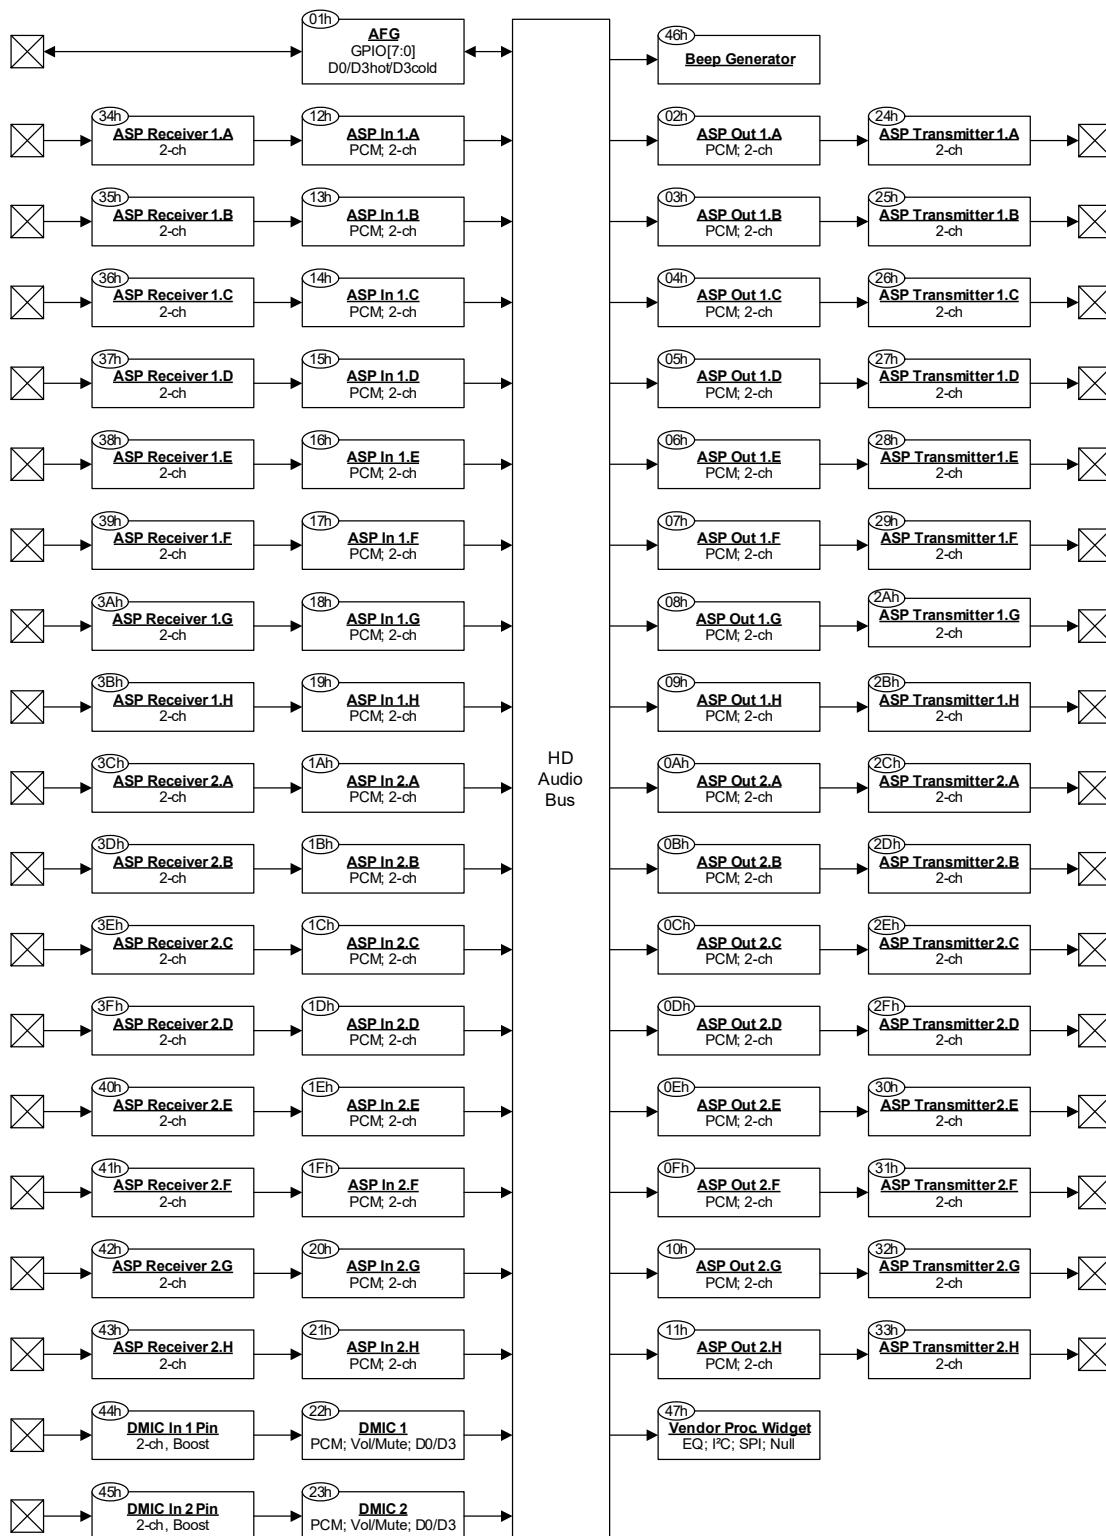 01h
AFG
GPIO[7:0]
D0/D3hot/D3cold
46h
Beep Generator
34h
ASP Receiver 1.A
2-ch
12h
ASP In 1.A
PCM; 2-ch
02h
ASP Out 1.A
PCM; 2-ch
24h
ASP Transmitter 1.A
2-ch
35h
ASP Receiver 1.B
2-ch
13h
ASP In 1.B
PCM; 2-ch
03h
ASP Out 1.B
PCM; 2-ch
25h
ASP Transmitter 1.B
2-ch
36h
ASP Receiver 1.C
2-ch
14h
ASP In 1.C
PCM; 2-ch
04h
ASP Out 1.C
PCM; 2-ch
26h
ASP Transmitter 1.C
2-ch
37h
ASP Receiver 1.D
2-ch
15h
ASP In 1.D
PCM; 2-ch
05h
ASP Out 1.D
PCM; 2-ch
27h
ASP Transmitter 1.D
2-ch
38h
ASP Receiver 1.E
2-ch
16h
ASP In 1.E
PCM; 2-ch
06h
ASP Out 1.E
PCM; 2-ch
28h
ASP Transmitter 1.E
2-ch
39h
ASP Receiver 1.F
2-ch
17h
ASP In 1.F
PCM; 2-ch
07h
ASP Out 1.F
PCM; 2-ch
29h
ASP Transmitter 1.F
2-ch
3Ah
ASP Receiver 1.G
2-ch
18h
ASP In 1.G
PCM; 2-ch
08h
ASP Out 1.G
PCM; 2-ch
2Ah
ASP Transmitter 1.G
2-ch
3Bh
ASP Receiver 1.H
2-ch
19h
ASP In 1.H
PCM; 2-ch
09h
ASP Out 1.H
PCM; 2-ch
2Bh
ASP Transmitter 1.H
2-ch
HD
Audio
Bus
3Ch
ASP Receiver 2.A
2-ch
1Ah
ASP In 2.A
PCM; 2-ch
0Ah
ASP Out 2.A
PCM; 2-ch
2Ch
ASP Transmitter 2.A
2-ch
3Dh
ASP Receiver 2.B
2-ch
1Bh
ASP In 2.B
PCM; 2-ch
0Bh
ASP Out 2.B
PCM; 2-ch
2Dh
ASP Transmitter 2.B
2-ch
3Eh
ASP Receiver 2.C
2-ch
1Ch
ASP In 2.C
PCM; 2-ch
0Ch
ASP Out 2.C
PCM; 2-ch
2Eh
ASP Transmitter 2.C
2-ch
3Fh
ASP Receiver 2.D
2-ch
1Dh
ASP In 2.D
PCM; 2-ch
0Dh
ASP Out 2.D
PCM; 2-ch
2Fh
ASP Transmitter 2.D
2-ch
40h
ASP Receiver 2.E
2-ch
1Eh
ASP In 2.E
PCM; 2-ch
0Eh
ASP Out 2.E
PCM; 2-ch
30h
ASP Transmitter 2.E
2-ch
41h
ASP Receiver 2.F
2-ch
1Fh
ASP In 2.F
PCM; 2-ch
0Fh
ASP Out 2.F
PCM; 2-ch
31h
ASP Transmitter 2.F
2-ch
42h
ASP Receiver 2.G
2-ch
20h
ASP In 2.G
PCM; 2-ch
10h
ASP Out 2.G
PCM; 2-ch
32h
ASP Transmitter 2.G
2-ch
43h
ASP Receiver 2.H
2-ch
21h
ASP In 2.H
PCM; 2-ch
11h
ASP Out 2.H
PCM; 2-ch
33h
ASP Transmitter 2.H
2-ch
44h
DMIC In 1 Pin
2-ch, Boost
22h
DMIC 1
PCM; Vol/Mute; D0/D3
47h
Vendor Proc. Widget
EQ; I²C; SPI; Null
45h
DMIC In 2 Pin
2-ch, Boost
23h
DMIC 2
PCM; Vol/Mute; D0/D3